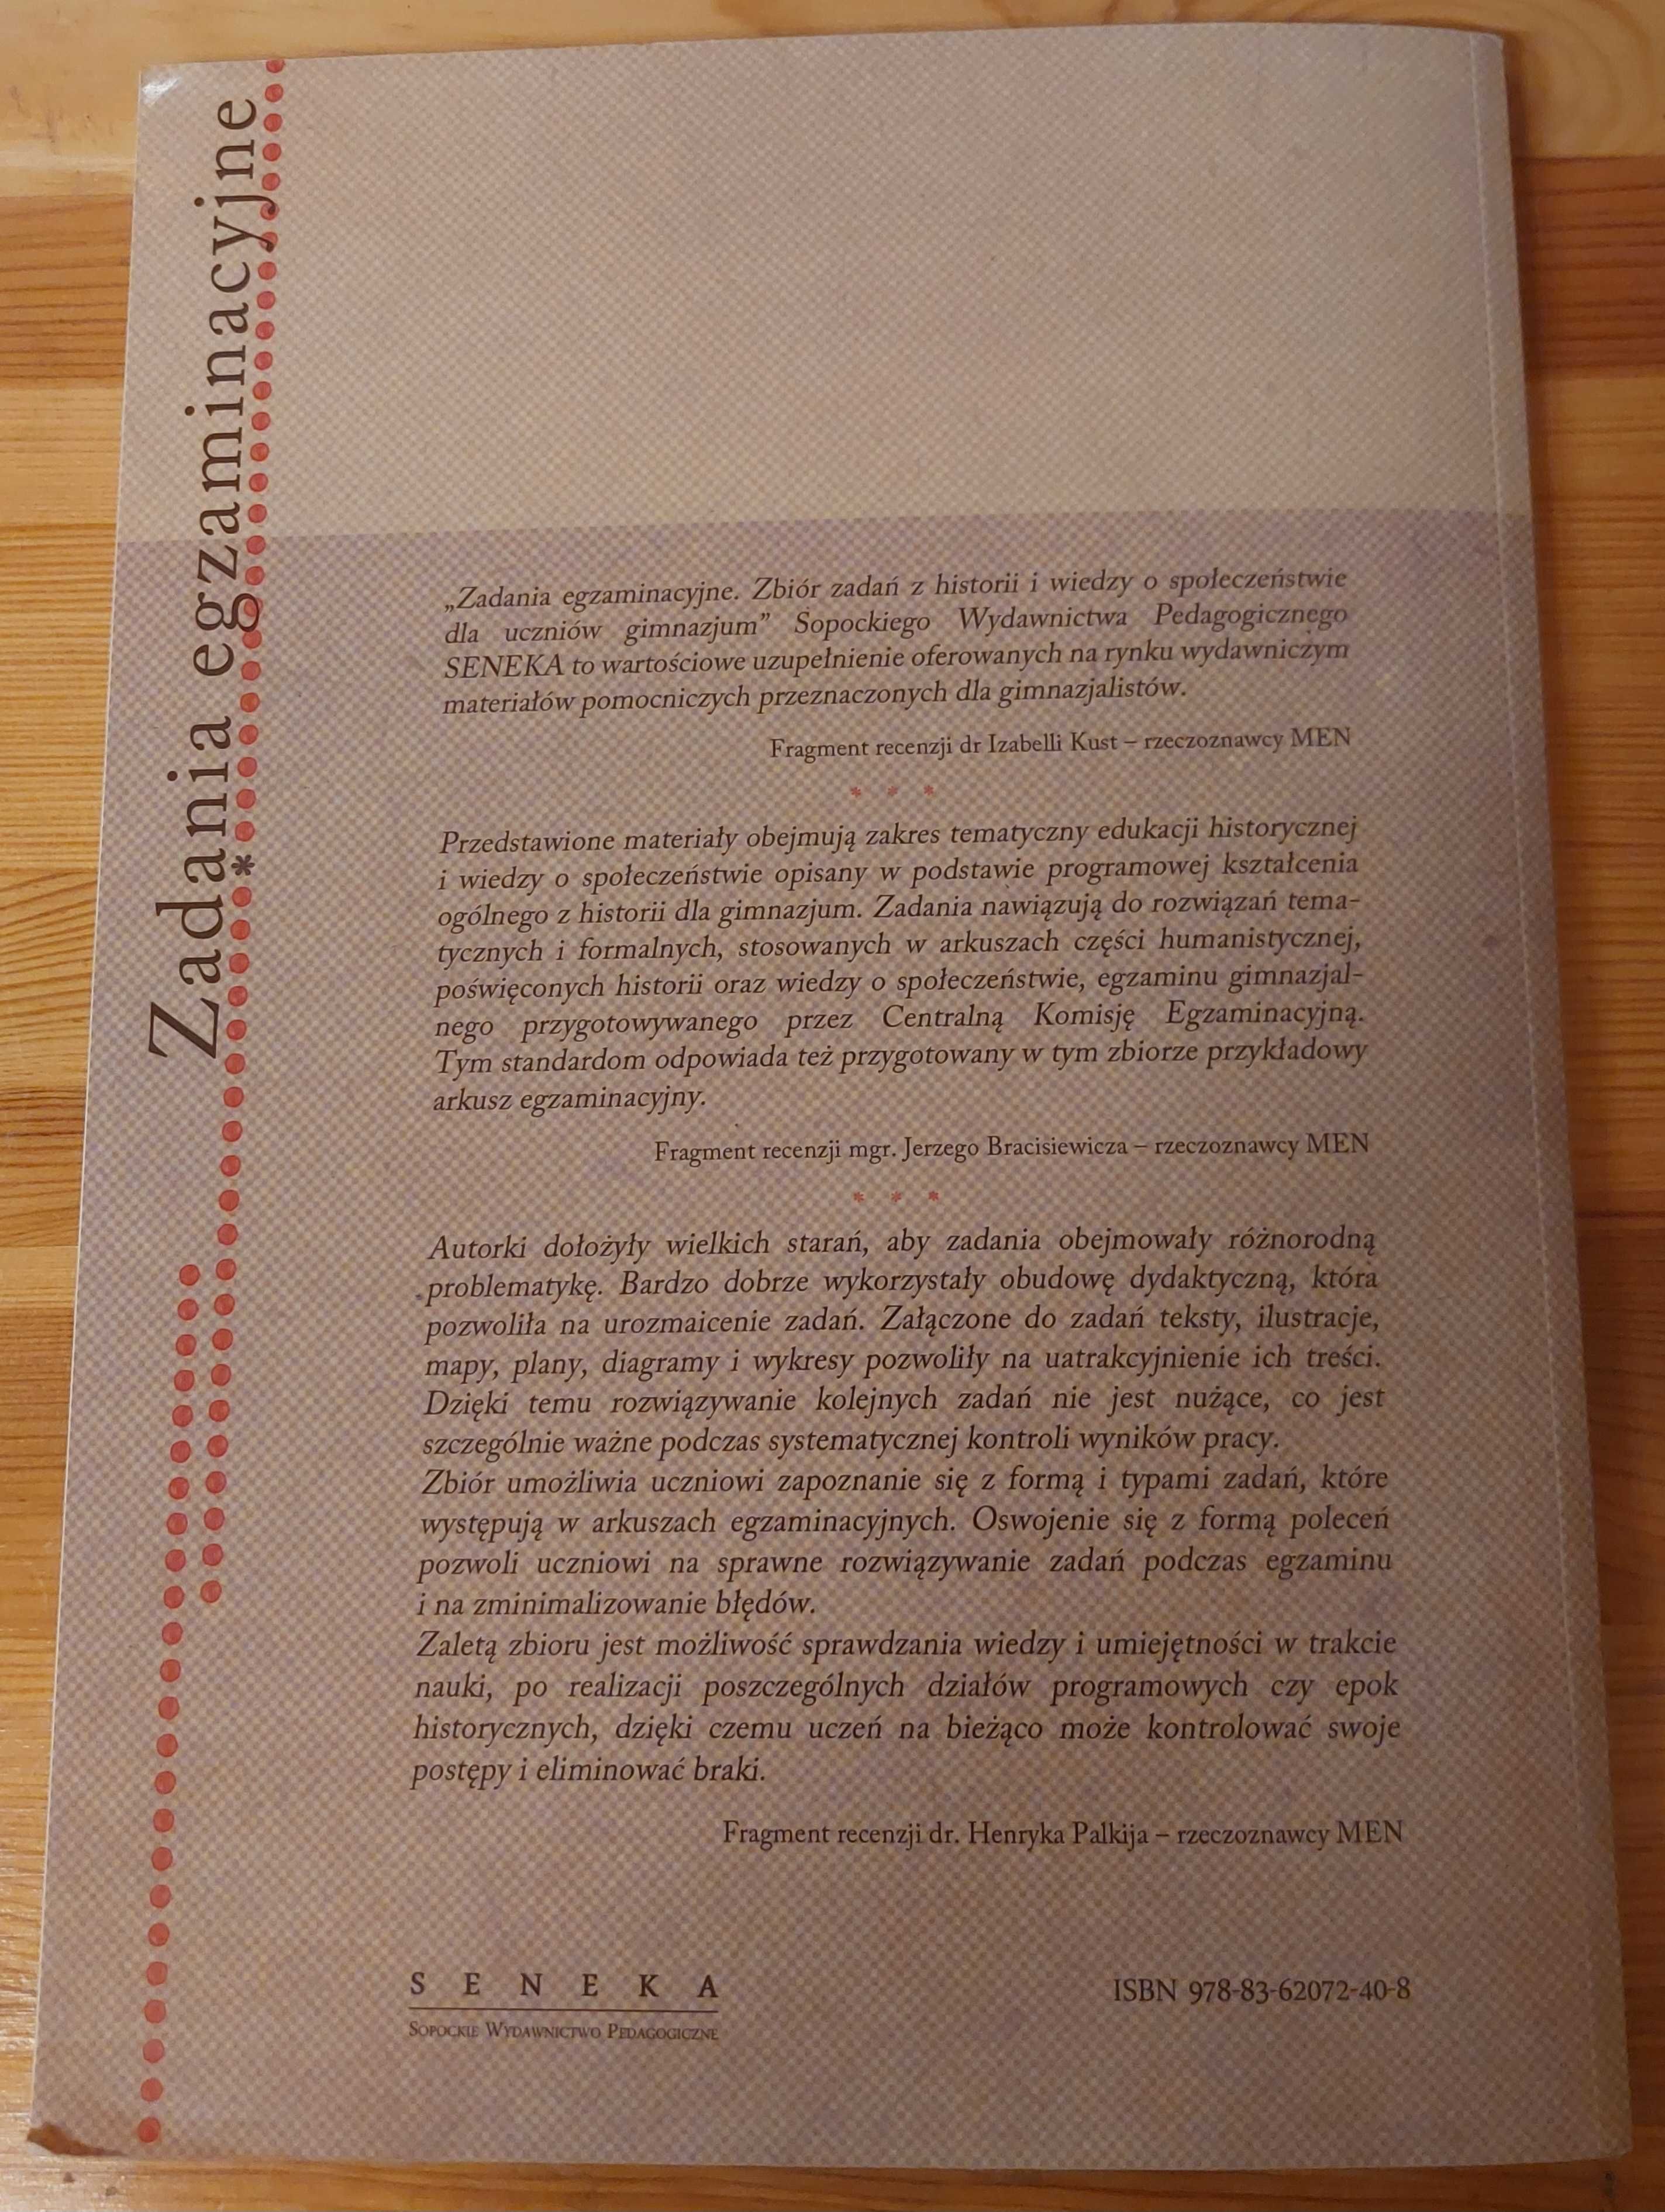 Zadania egzaminacyjne
*
„Zadania egzaminacyjne. Zbiór zadań z historii i wiedzy o społeczeństwie
dla uczniów gimnazjum” Sopockiego Wydawnictwa Pedagogicznego
SENEKA to wartościowe uzupełnienie oferowanych na rynku wydawniczym
materiałów pomocniczych przeznaczonych dla gimnazjalistów.
Fragment recenzji dr Izabelli Kust – rzeczoznawcy MEN
* * *
Przedstawione materiały obejmują zakres tematyczny edukacji historycznej
i wiedzy o społeczeństwie opisany w podstawie programowej kształcenia
ogólnego z historii dla gimnazjum. Zadania nawiązują do rozwiązań tema-
tycznych i formalnych, stosowanych w arkuszach części humanistycznej,
poświęconych historii oraz wiedzy o społeczeństwie, egzaminu gimnazjal-
nego przygotowywanego przez Centralną Komisję Egzaminacyjną.
Tym standardom odpowiada też przygotowany w tym zbiorze przykładowy
arkusz egzaminacyjny.
Fragment recenzji mgr. Jerzego Bracisiewicza – rzeczoznawcy MEN
* * *
Autorki dołożyły wielkich starań, aby zadania obejmowały różnorodną
problematykę. Bardzo dobrze wykorzystały obudowę dydaktyczną, która
pozwoliła na urozmaicenie zadań. Załączone do zadań teksty, ilustracje,
mapy, plany, diagramy i wykresy pozwoliły na uatrakcyjnienie ich treści.
Dzięki temu rozwiązywanie kolejnych zadań nie jest nużące, co jest
szczególnie ważne podczas systematycznej kontroli wyników pracy.
Zbiór umożliwia uczniowi zapoznanie się z formą i typami zadań, które
występują w arkuszach egzaminacyjnych. Oswojenie się z formą poleceń
pozwoli uczniowi na sprawne rozwiązywanie zadań podczas egzaminu
i na zminimalizowanie błędów.
Zaletą zbioru jest możliwość sprawdzania wiedzy i umiejętności w trakcie
nauki, po realizacji poszczególnych działów programowych czy epok
historycznych, dzięki czemu uczeń na bieżąco może kontrolować swoje
postępy i eliminować braki.
Fragment recenzji dr. Henryka Palkija – rzeczoznawcy MEN
SENEKA
SOPOCKIE WYDAWNICTWO PEDAGOGICZNE
ISBN 978-83-62072-40-8